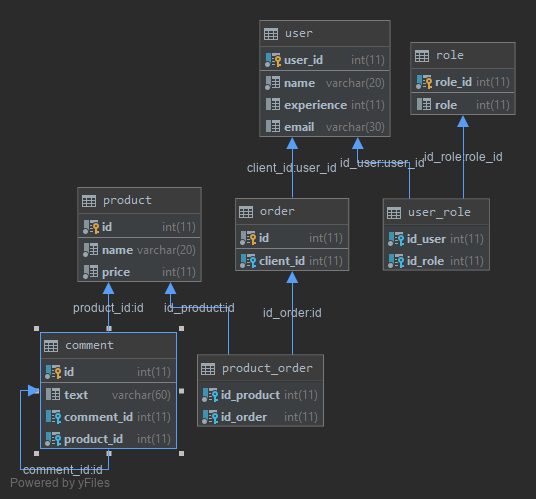 user
user_id int(11)
name varchar(20)
experience int(11)
email varchar(30)
role
role_id int(11)
role int(11)
client_id:user_id
id_user:user_id
id_role:role_id
product
id int(11)
name varchar(20)
price int(11)
order
id int(11)
client_id int(11)
user_role
id_user int(11)
id_role int(11)
product_id:id
id_product:id
id_order:id
comment
id int(11)
text varchar(60)
comment_id int(11)
product_id int(11)
product_order
id_product int(11)
id_order int(11)
comment_id:id
Powered by yFiles